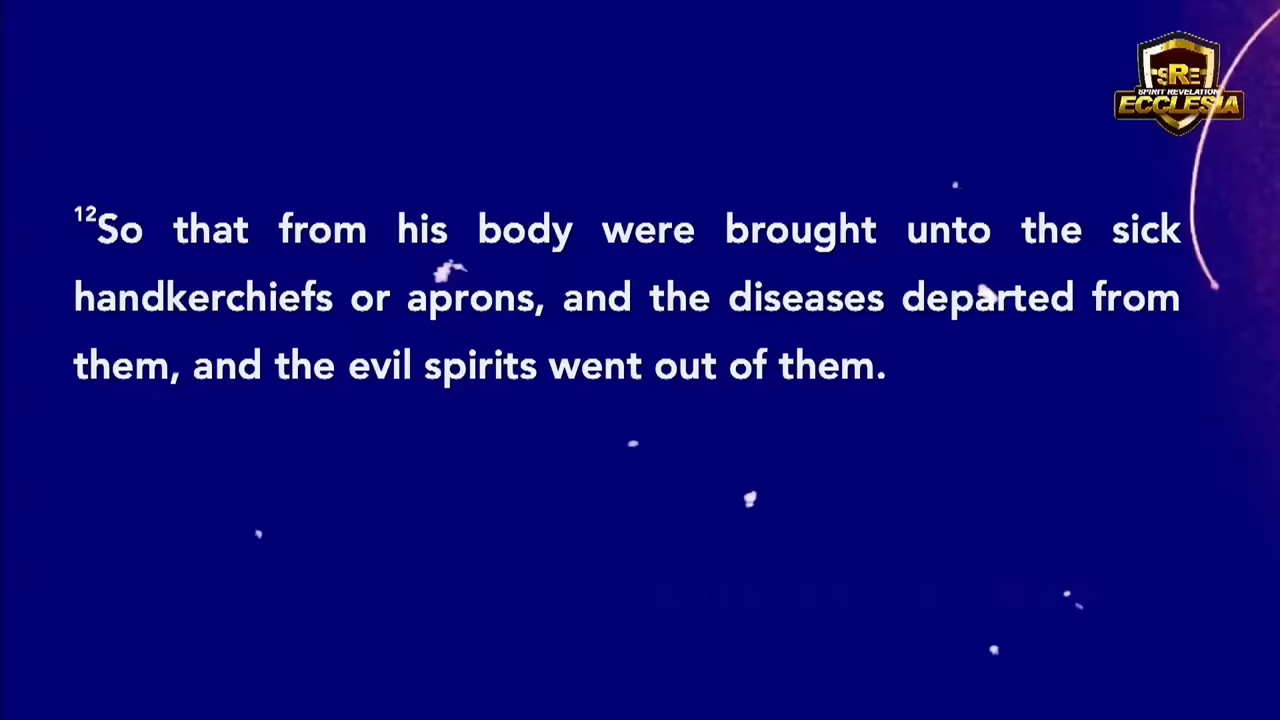 SRE
SPIRIT REVELATION
ECCLESIA
¹²So that from his body were brought unto the sick
handkerchiefs or aprons, and the diseases departed from
them, and the evil spirits went out of them.